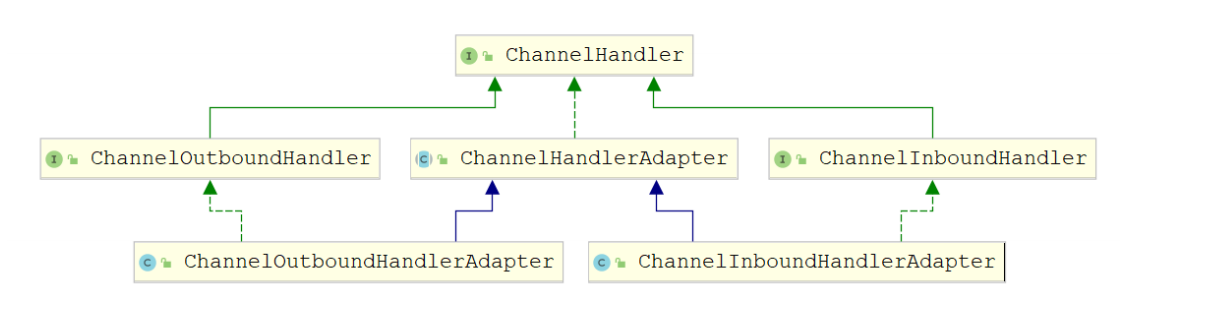 I ChannelHandler
I ChannelOutboundHandler
C ChannelHandlerAdapter
I ChannelInboundHandler
C ChannelOutboundHandlerAdapter
C ChannelInboundHandlerAdapter